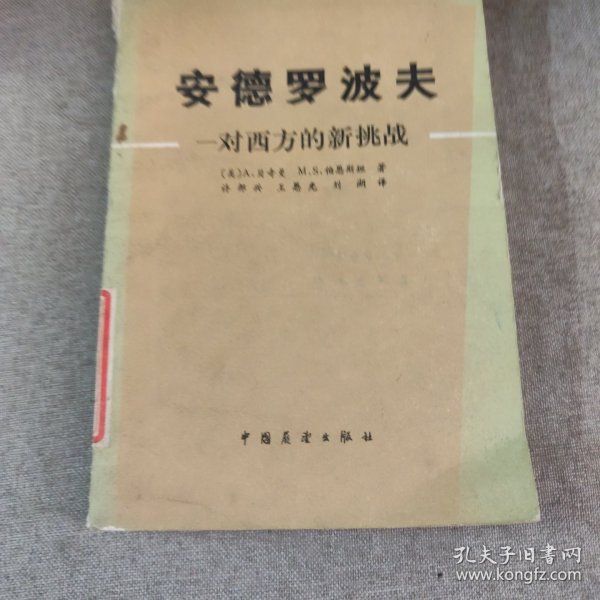 安德罗波夫
—对西方的新挑战
〔美〕A.贝奇曼 M.S.伯恩斯坦 著
许邦兴 王恩光 刘湖 译
中国展望出版社
孔夫子旧书网
www.kongfz.com